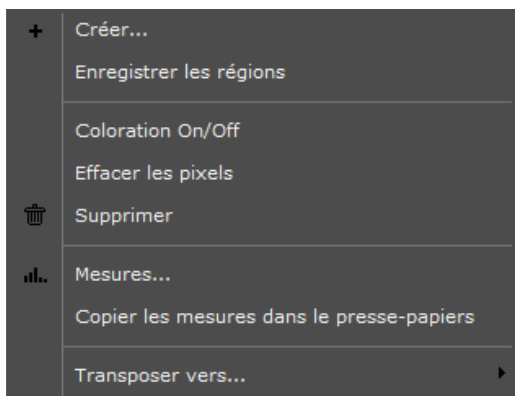 Créer...
Enregistrer les régions
Coloration On/Off
Effacer les pixels
Supprimer
Mesures...
Copier les mesures dans le presse-papiers
Transposer vers...